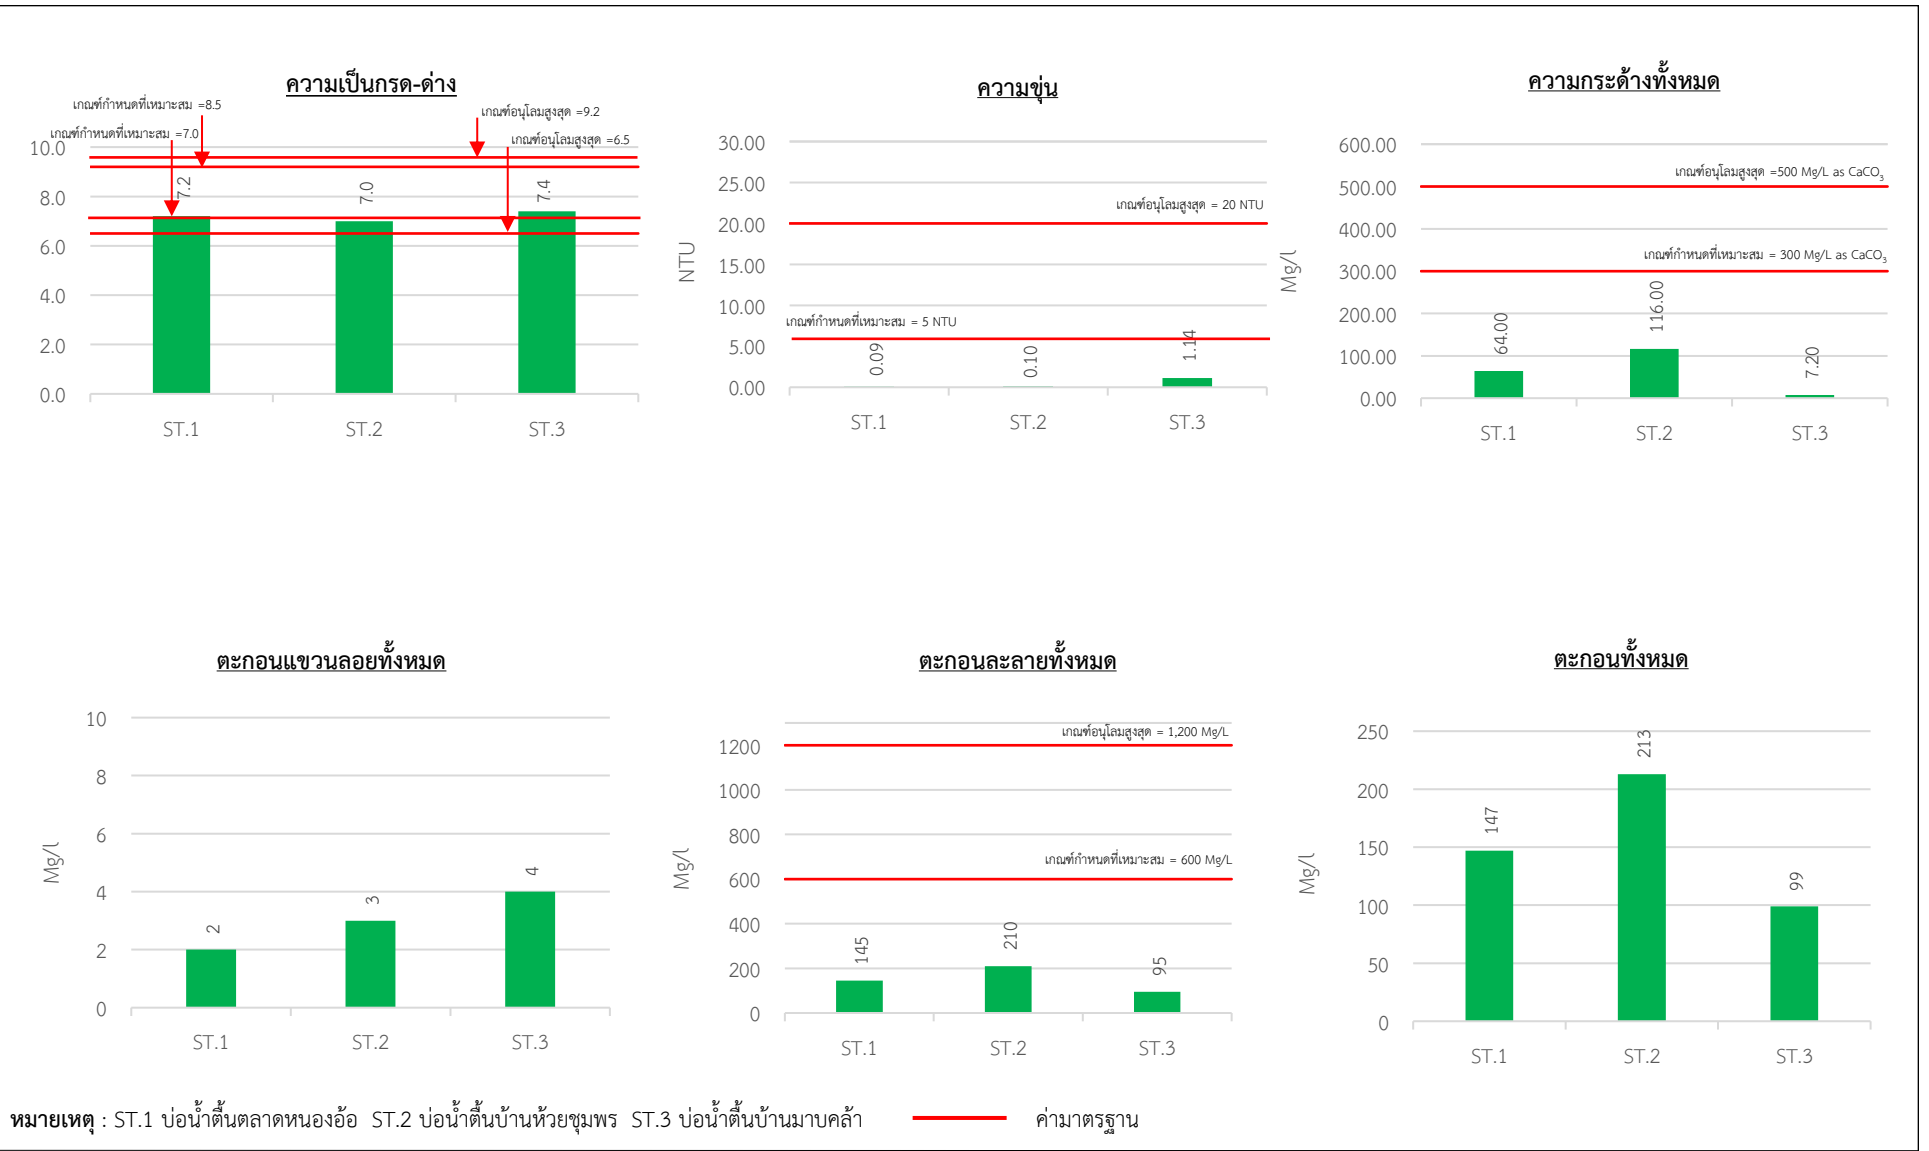 ความเป็นกรด-ด่าง
เกณฑ์กำหนดที่เหมาะสม =8.5
เกณฑ์อนุโลมสูงสุด =9.2
เกณฑ์กำหนดที่เหมาะสม =7.0
เกณฑ์อนุโลมสูงสุด =6.5
10.0
8.0
6.0
4.0
2.0
0.0
7.2
7.0
7.4
ST.1 ST.2 ST.3
ความขุ่น
NTU
30.00
25.00
20.00
15.00
10.00
5.00
0.00
เกณฑ์อนุโลมสูงสุด = 20 NTU
เกณฑ์กำหนดที่เหมาะสม = 5 NTU
0.09
0.10
1.14
ST.1 ST.2 ST.3
ความกระด้างทั้งหมด
Mg/l
600.00
500.00
400.00
300.00
200.00
100.00
0.00
เกณฑ์อนุโลมสูงสุด =500 Mg/L as CaCO₃
เกณฑ์กำหนดที่เหมาะสม = 300 Mg/L as CaCO₃
64.00
116.00
7.20
ST.1 ST.2 ST.3
ตะกอนแขวนลอยทั้งหมด
Mg/l
10
8
6
4
2
0
2
3
4
ST.1 ST.2 ST.3
ตะกอนละลายทั้งหมด
Mg/l
1200
1000
800
600
400
200
0
เกณฑ์อนุโลมสูงสุด = 1,200 Mg/L
เกณฑ์กำหนดที่เหมาะสม = 600 Mg/L
145
210
95
ST.1 ST.2 ST.3
ตะกอนทั้งหมด
Mg/l
250
200
150
100
50
0
147
213
99
ST.1 ST.2 ST.3
หมายเหตุ : ST.1 บ่อน้ำตื้นตลาดหนองอ้อ ST.2 บ่อน้ำตื้นบ้านห้วยชุมพร ST.3 บ่อน้ำตื้นบ้านมาบคล้า ค่ามาตรฐาน